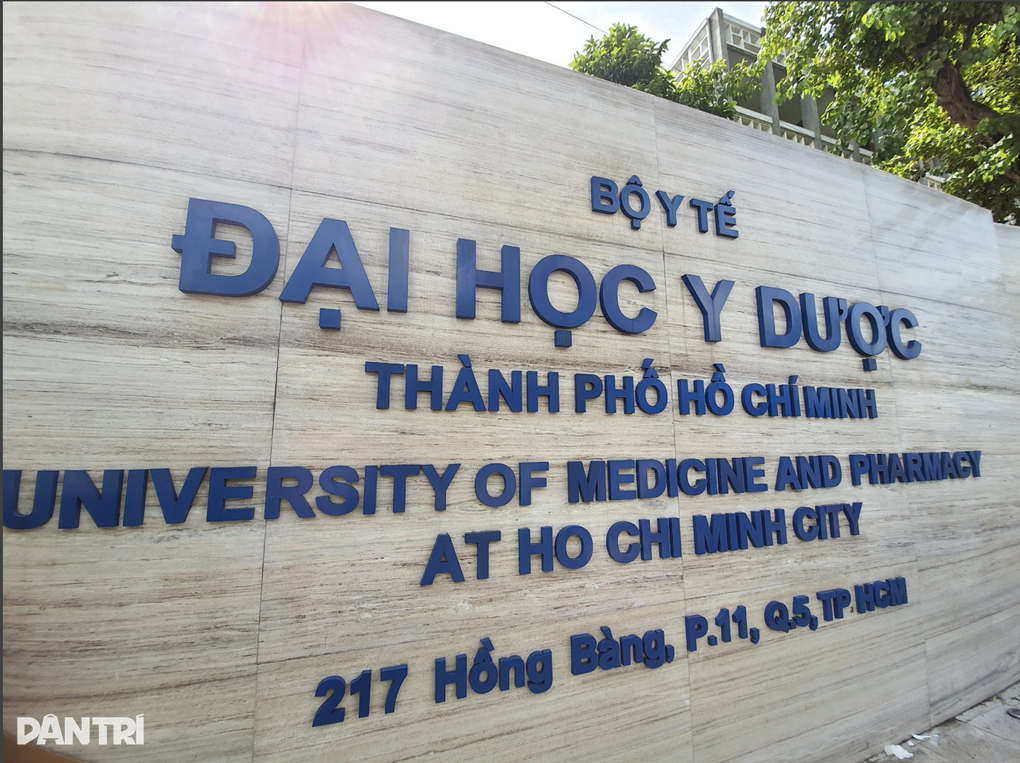 BỘ Y TẾ
ĐẠI HỌC Y DƯỢC
THÀNH PHỐ HỒ CHÍ MINH
UNIVERSITY OF MEDICINE AND PHARMACY
AT HO CHI MINH CITY
217 Hồng Bàng, P.11, Q.5, TP HCM
DÂN TRÍ